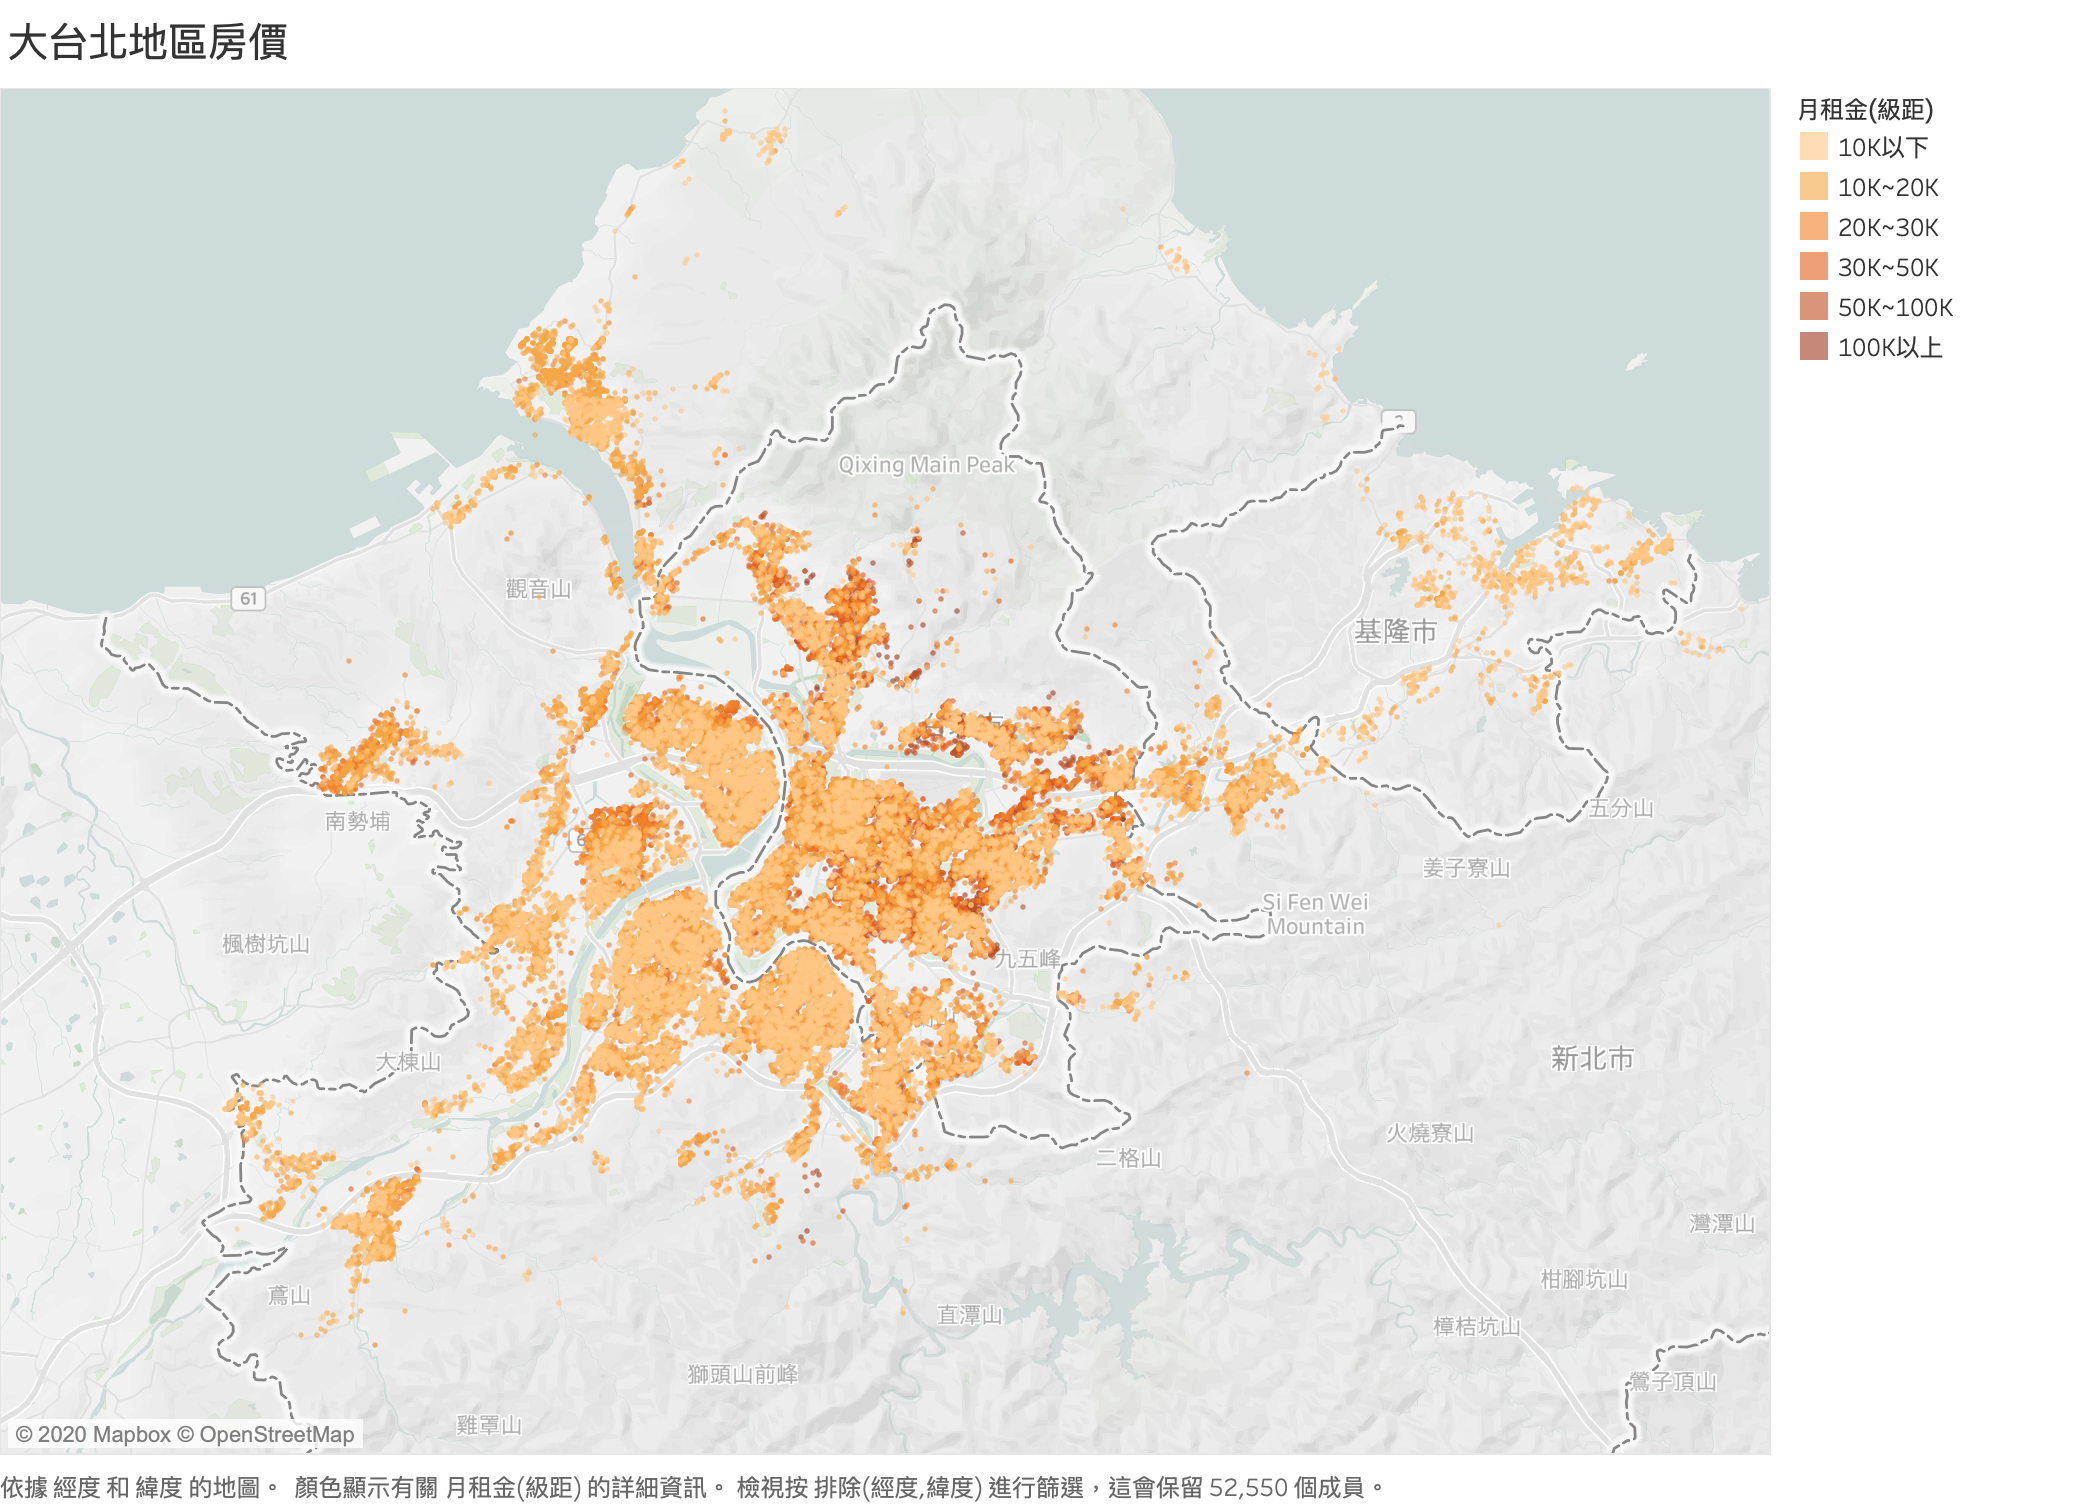 大台北地區房價
月租金(級距)
10K以下
10K~20K
20K~30K
30K~50K
50K~100K
100K以上
Qixing Main Peak
2
61
觀音山
基隆市
市
南勢埔
6
五分山
姜子寮山
Si Fen Wei
Mountain
楓樹坑山
九五峰
大棟山
新北市
火燒寮山
二格山
灣潭山
鳶山
柑腳坑山
直潭山
樟桔坑山
獅頭山前峰
鶯子頂山
雞罩山
© 2020 Mapbox © OpenStreetMap
依據 經度 和 緯度 的地圖。 顏色顯示有關 月租金(級距) 的詳細資訊。 檢視按 排除(經度,緯度) 進行篩選，這會保留 52,550 個成員。